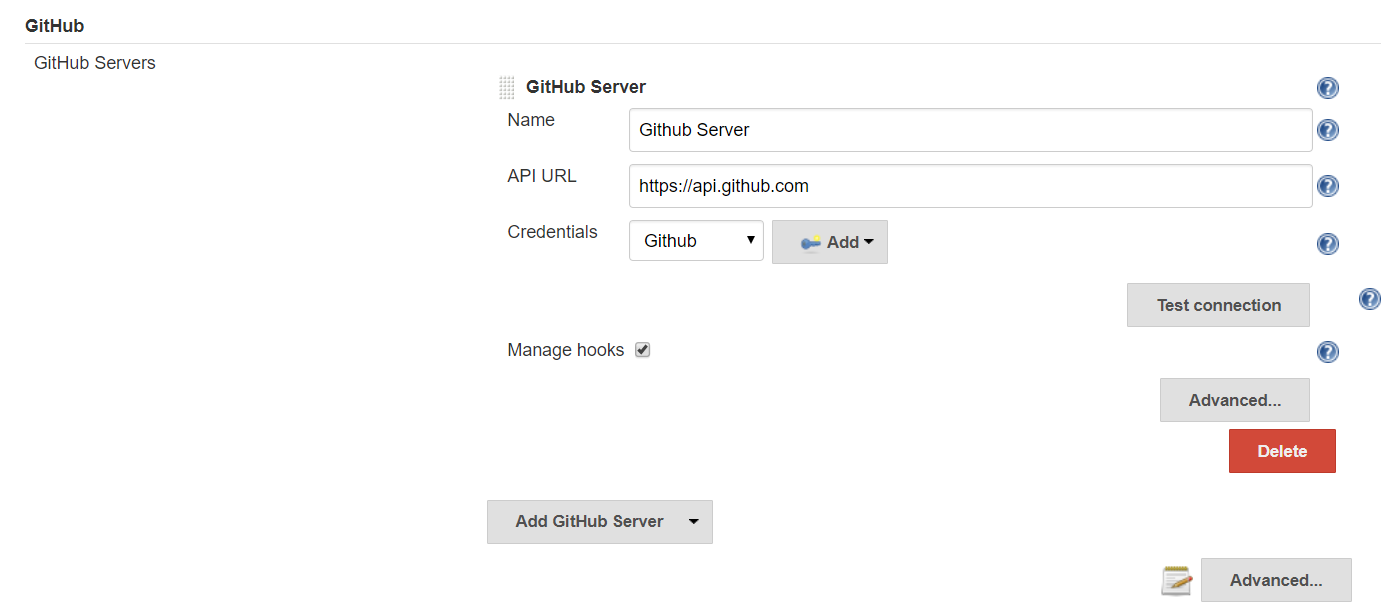 GitHub
GitHub Servers
GitHub Server
Name
Github Server
API URL
https://api.github.com
Credentials
Github
Add
Test connection
Manage hooks
Advanced...
Delete
Add GitHub Server
Advanced...